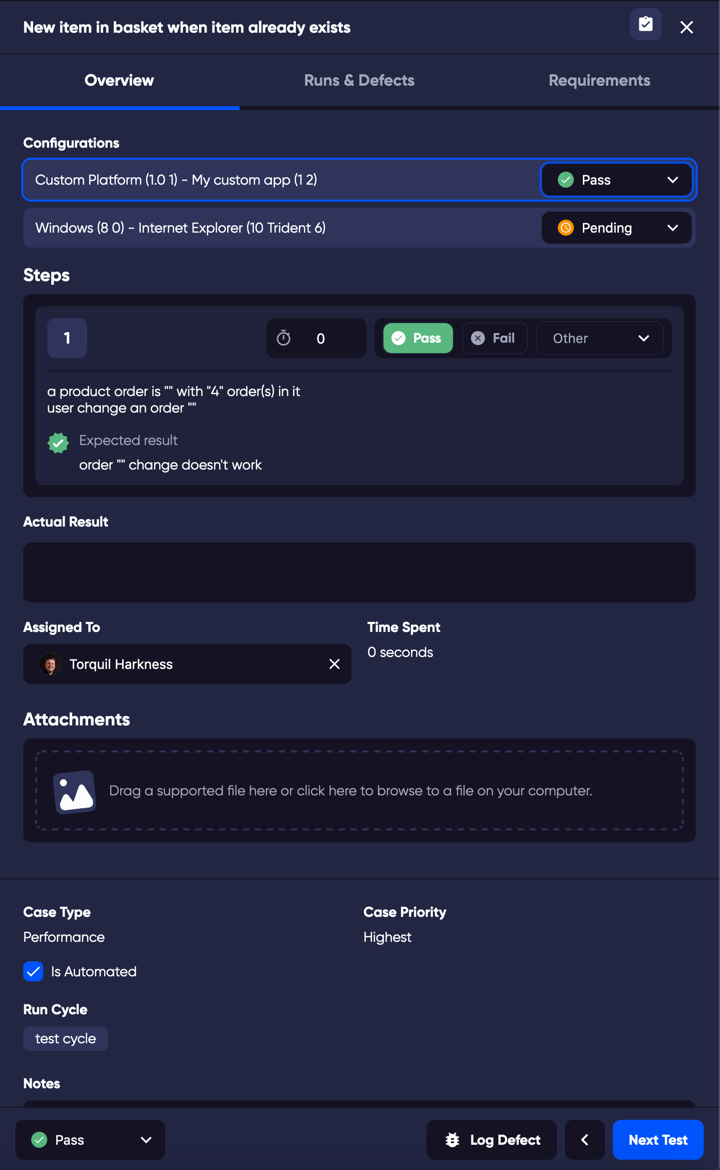 New item in basket when item already exists
Overview
Runs & Defects
Requirements
Configurations
Custom Platform (1.0 1) - My custom app (1 2)
Pass
Windows (8 0) - Internet Explorer (10 Trident 6)
Pending
Steps
1
0
Pass
Fail
Other
a product order is "" with "4" order(s) in it
user change an order ""
Expected result
order "" change doesn't work
Actual Result
Assigned To
Time Spent
Torquil Harkness
0 seconds
Attachments
Drag a supported file here or click here to browse to a file on your computer.
Case Type
Case Priority
Performance
Highest
Is Automated
Run Cycle
test cycle
Notes
Pass
Log Defect
Next Test